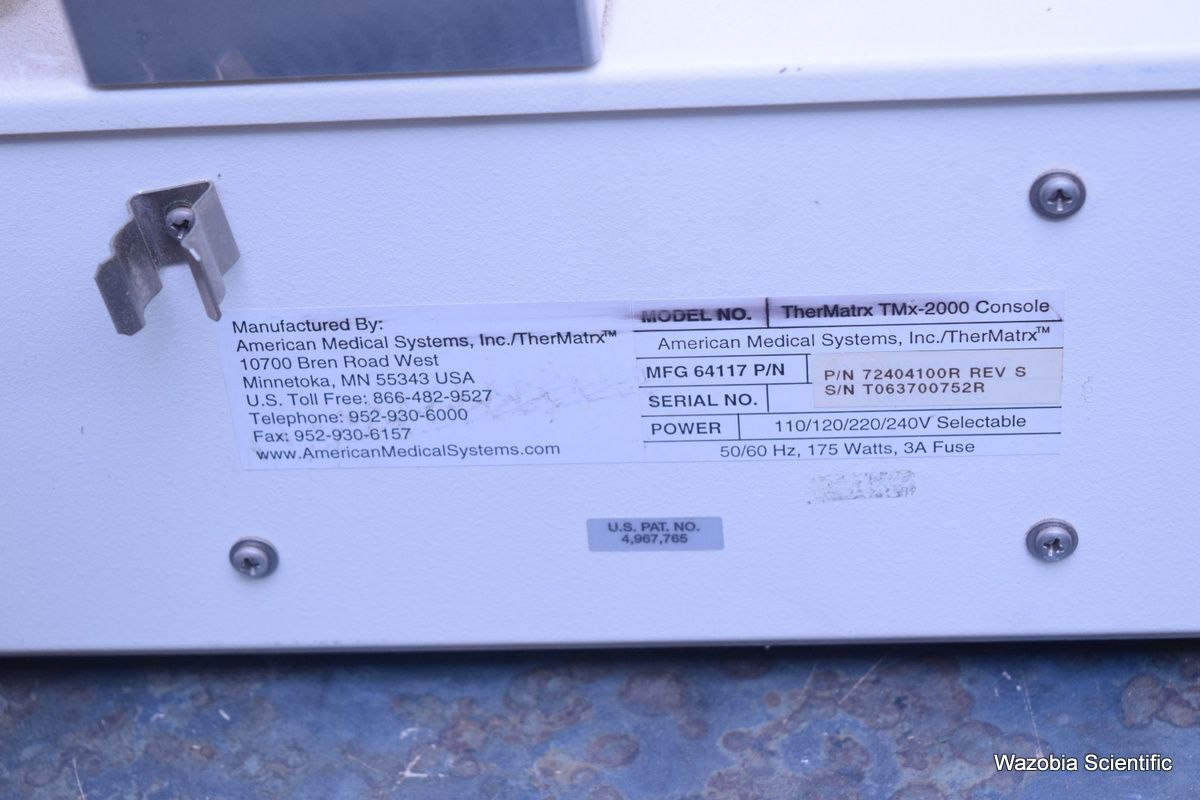 Manufactured By:
American Medical Systems, Inc./TherMatrx™
10700 Bren Road West
Minnetoka, MN 55343 USA
U.S. Toll Free: 866-482-9527
Telephone: 952-930-6000
Fax: 952-930-6157
www.AmericanMedicalSystems.com
MODEL NO. TherMatrx TMx-2000 Console
American Medical Systems, Inc./TherMatrx™
MFG 64117 P/N P/N 72404100R REV S
SERIAL NO. S/N T063700752R
POWER 110/120/220/240V Selectable
50/60 Hz, 175 Watts, 3A Fuse
U.S. PAT. NO.
4,967,765
Wazobia Scientific